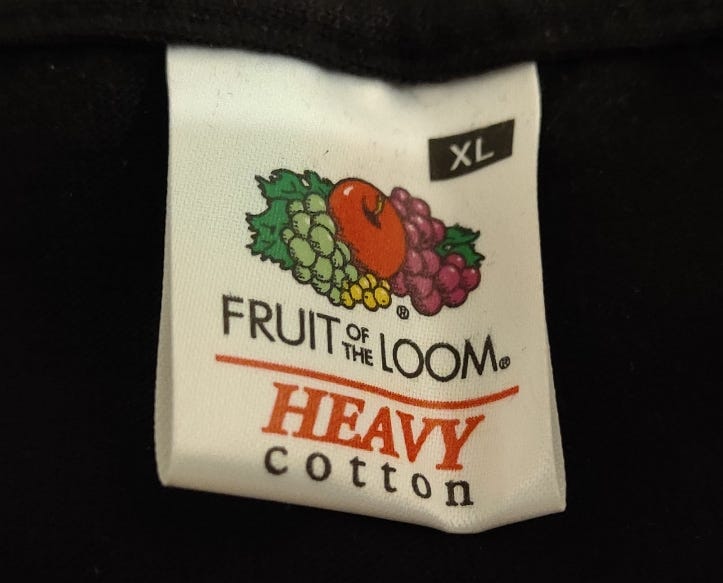 XL
®
FRUIT OF THE LOOM®
HEAVY
cotton